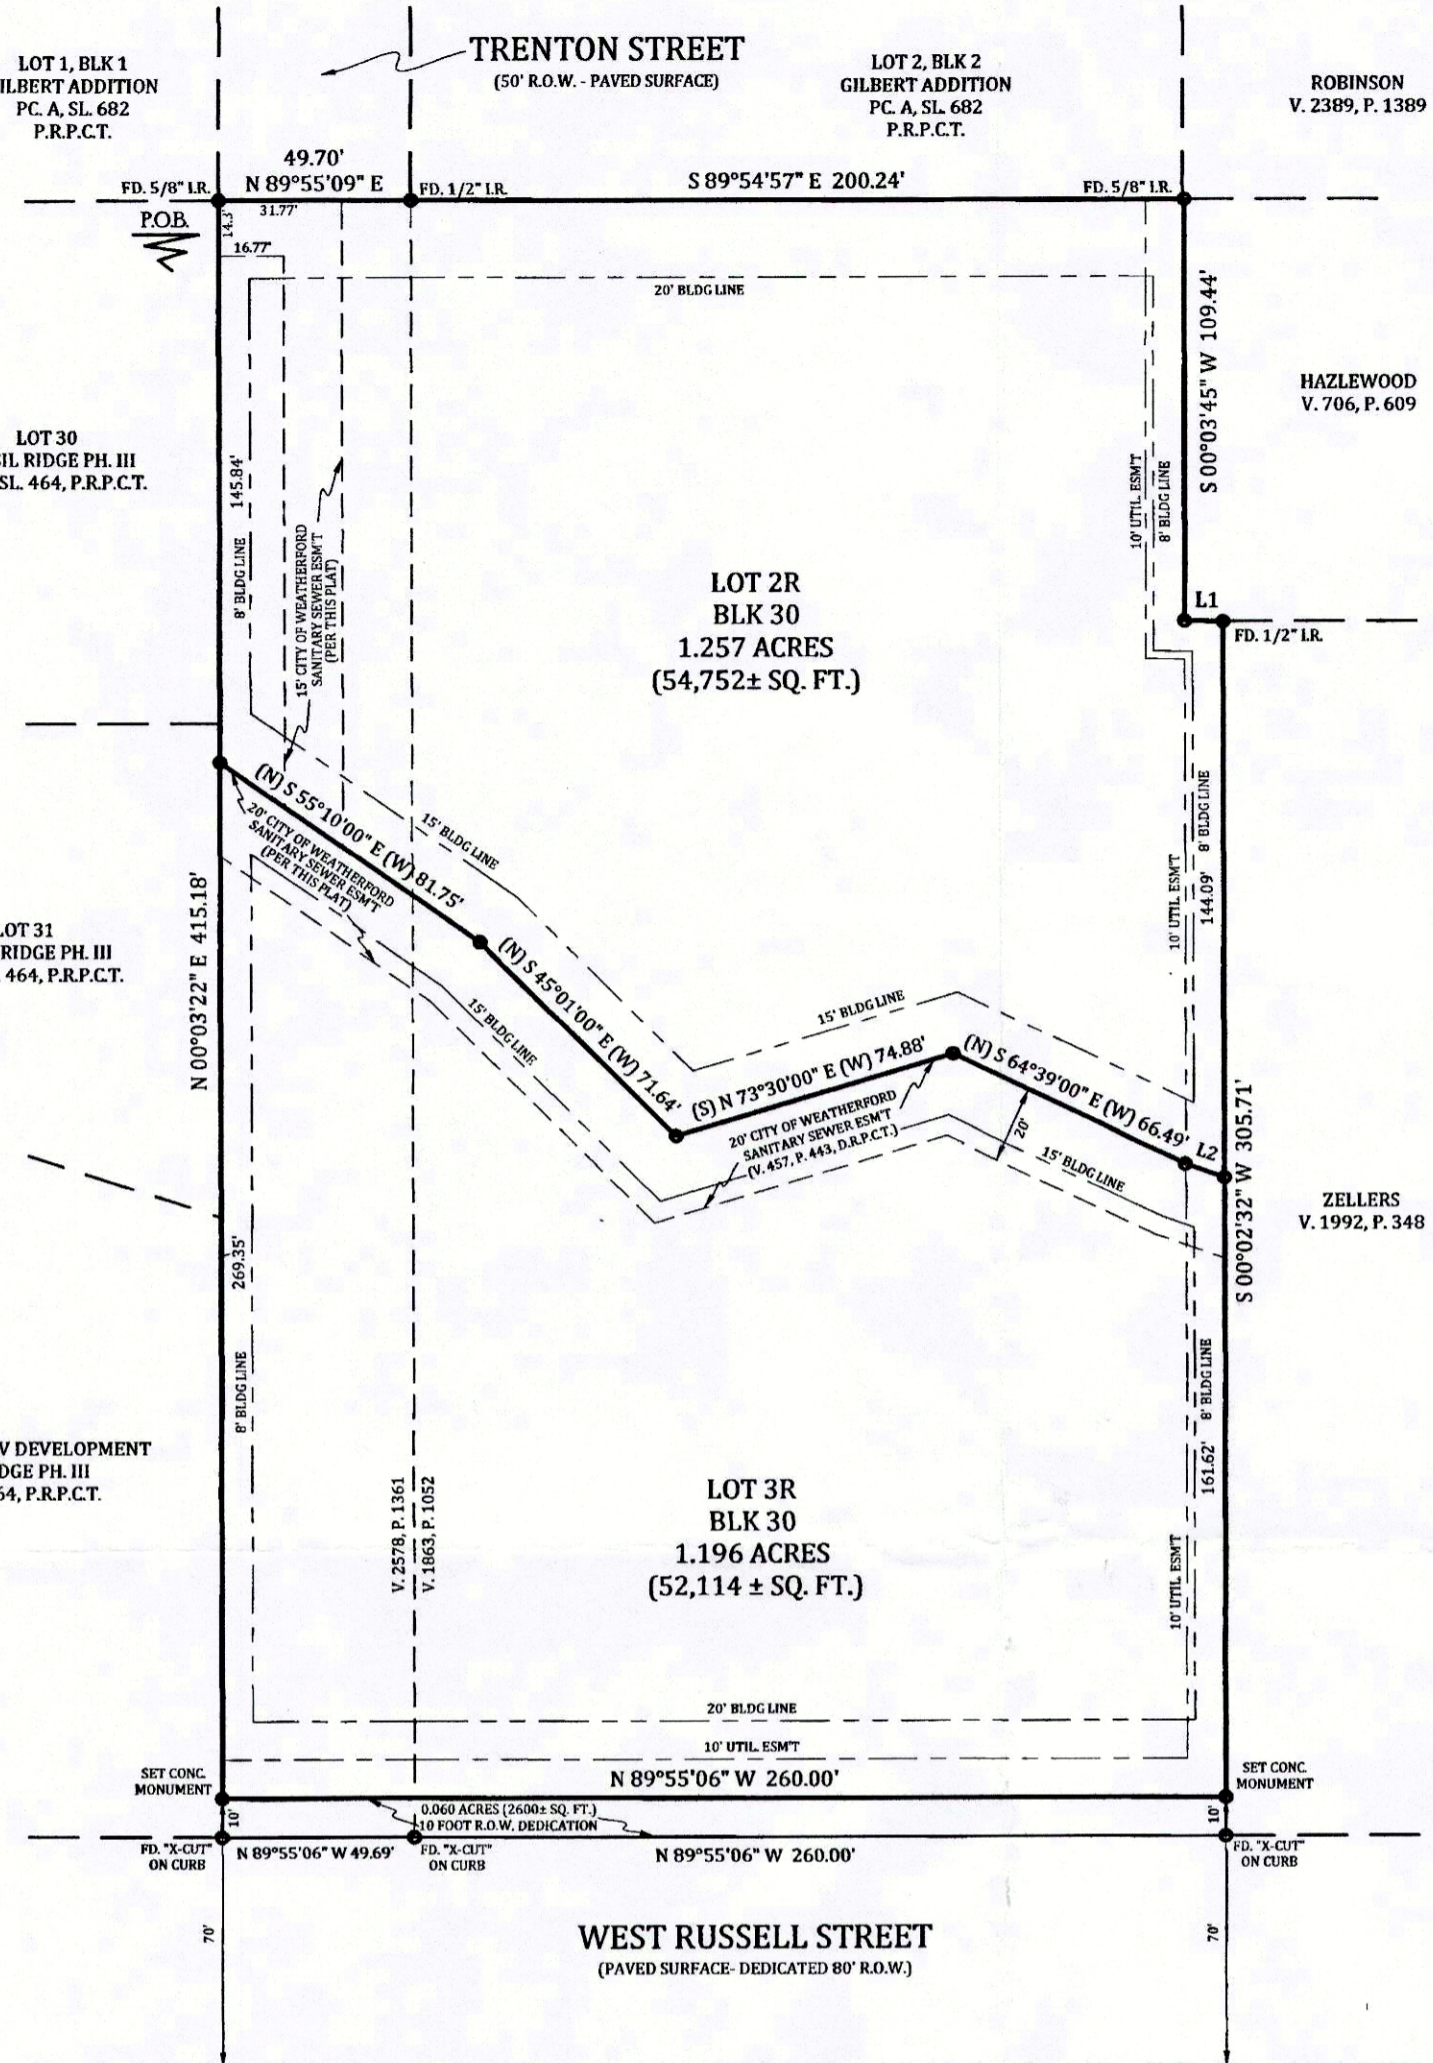 TRENTON STREET
(50' R.O.W. - PAVED SURFACE)
LOT 1, BLK 1
ILBERT ADDITION
PC. A, SL. 682
P.R.P.C.T.
LOT 2, BLK 2
GILBERT ADDITION
PC. A, SL. 682
P.R.P.C.T.
ROBINSON
V. 2389, P. 1389
49.70'
FD. 5/8" I.R.
N 89°55'09" E
FD. 1/2" I.R.
S 89°54'57" E 200.24'
FD. 5/8" I.R.
P.O.B.
14.3'
31.77'
16.77'
20' BLDG LINE
S 00°03'45" W 109.44'
HAZLEWOOD
V. 706, P. 609
LOT 30
SIL RIDGE PH. III
SL. 464, P.R.P.C.T.
145.84'
8' BLDG LINE
15' CITY OF WEATHERFORD
SANITARY SEWER ESM'T
(PER THIS PLAT)
10' UTIL. ESM'T
8' BLDG LINE
LOT 2R
BLK 30
1.257 ACRES
(54,752± SQ. FT.)
L1
FD. 1/2" I.R.
(N) S 55°10'00" E (W) 81.75'
20' CITY OF WEATHERFORD
SANITARY SEWER ESM'T
(PER THIS PLAT)
15' BLDG LINE
8' BLDG LINE
144.09'
10' UTIL. ESM'T
N 00°03'22" E 415.18'
LOT 31
RIDGE PH. III
464, P.R.P.C.T.
(N) S 45°01'00" E (W) 71.64'
15' BLDG LINE
15' BLDG LINE
(S) N 73°30'00" E (W) 74.88'
(N) S 64°39'00" E (W) 66.49'
L2
20' CITY OF WEATHERFORD
SANITARY SEWER ESM'T
(V. 457, P. 443, D.R.P.C.T.)
20'
15' BLDG LINE
S 00°02'32" W 305.71'
ZELLERS
V. 1992, P. 348
269.35'
8' BLDG LINE
8' BLDG LINE
161.62'
10' UTIL. ESM'T
V DEVELOPMENT
DGE PH. III
64, P.R.P.C.T.
V. 2578, P. 1361
V. 1863, P. 1052
LOT 3R
BLK 30
1.196 ACRES
(52,114 ± SQ. FT.)
20' BLDG LINE
10' UTIL. ESM'T
SET CONC.
MONUMENT
N 89°55'06" W 260.00'
SET CONC.
MONUMENT
10'
0.060 ACRES (2600± SQ. FT.)
10 FOOT R.O.W. DEDICATION
10'
FD. "X-CUT"
ON CURB
N 89°55'06" W 49.69'
FD. "X-CUT"
ON CURB
N 89°55'06" W 260.00'
FD. "X-CUT"
ON CURB
70'
WEST RUSSELL STREET
(PAVED SURFACE- DEDICATED 80' R.O.W.)
70'